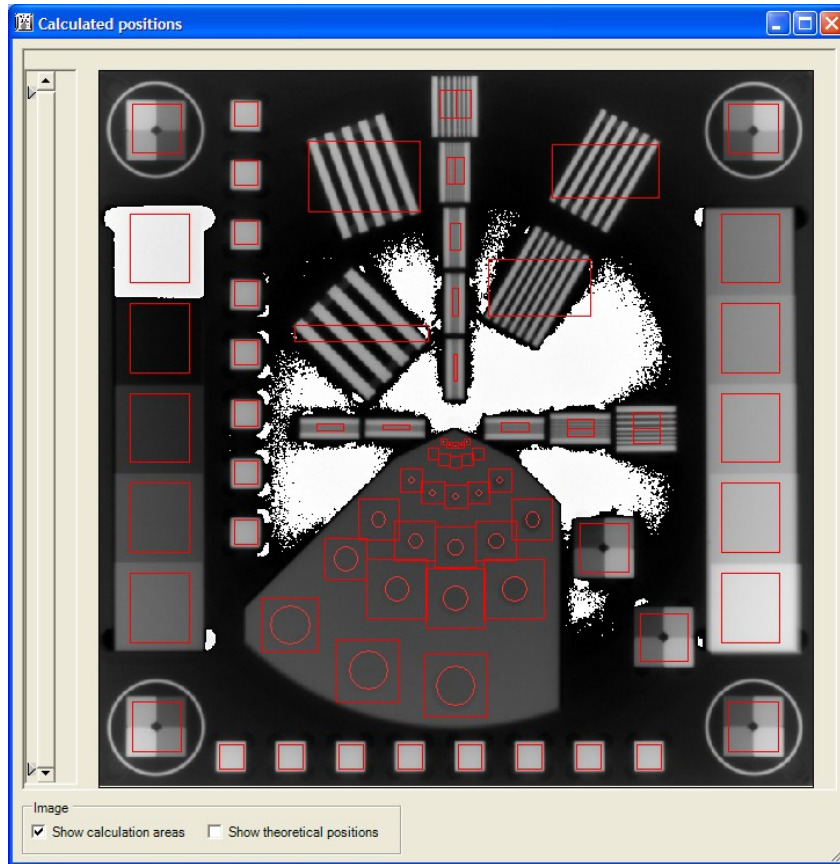 Calculated positions
Image
Show calculation areas
Show theoretical positions